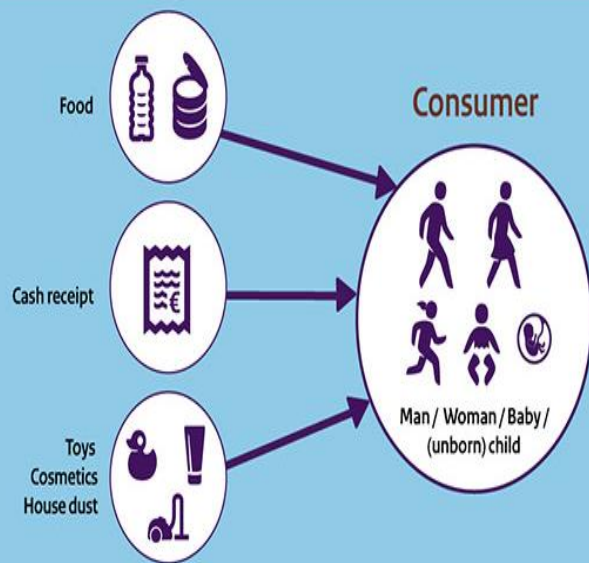 Food
Consumer
Cash receipt
€
Toys
Cosmetics
House dust
Man / Woman / Baby /
(unborn) child